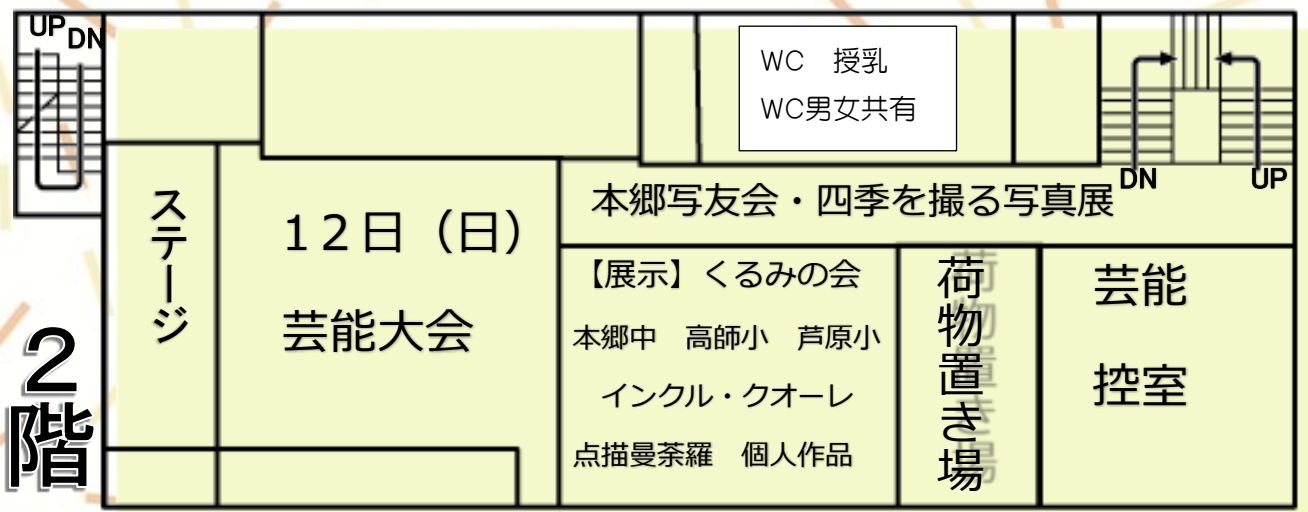 UP
DN
WC　授乳
WC男女共有
DN
UP
本郷写友会・四季を撮る写真展
ステージ
１２日（日）
芸能大会
【展示】くるみの会
本郷中　高師小　芦原小
インクル・クオーレ
点描曼荼羅　個人作品
荷物置き場
芸能
控室
２階